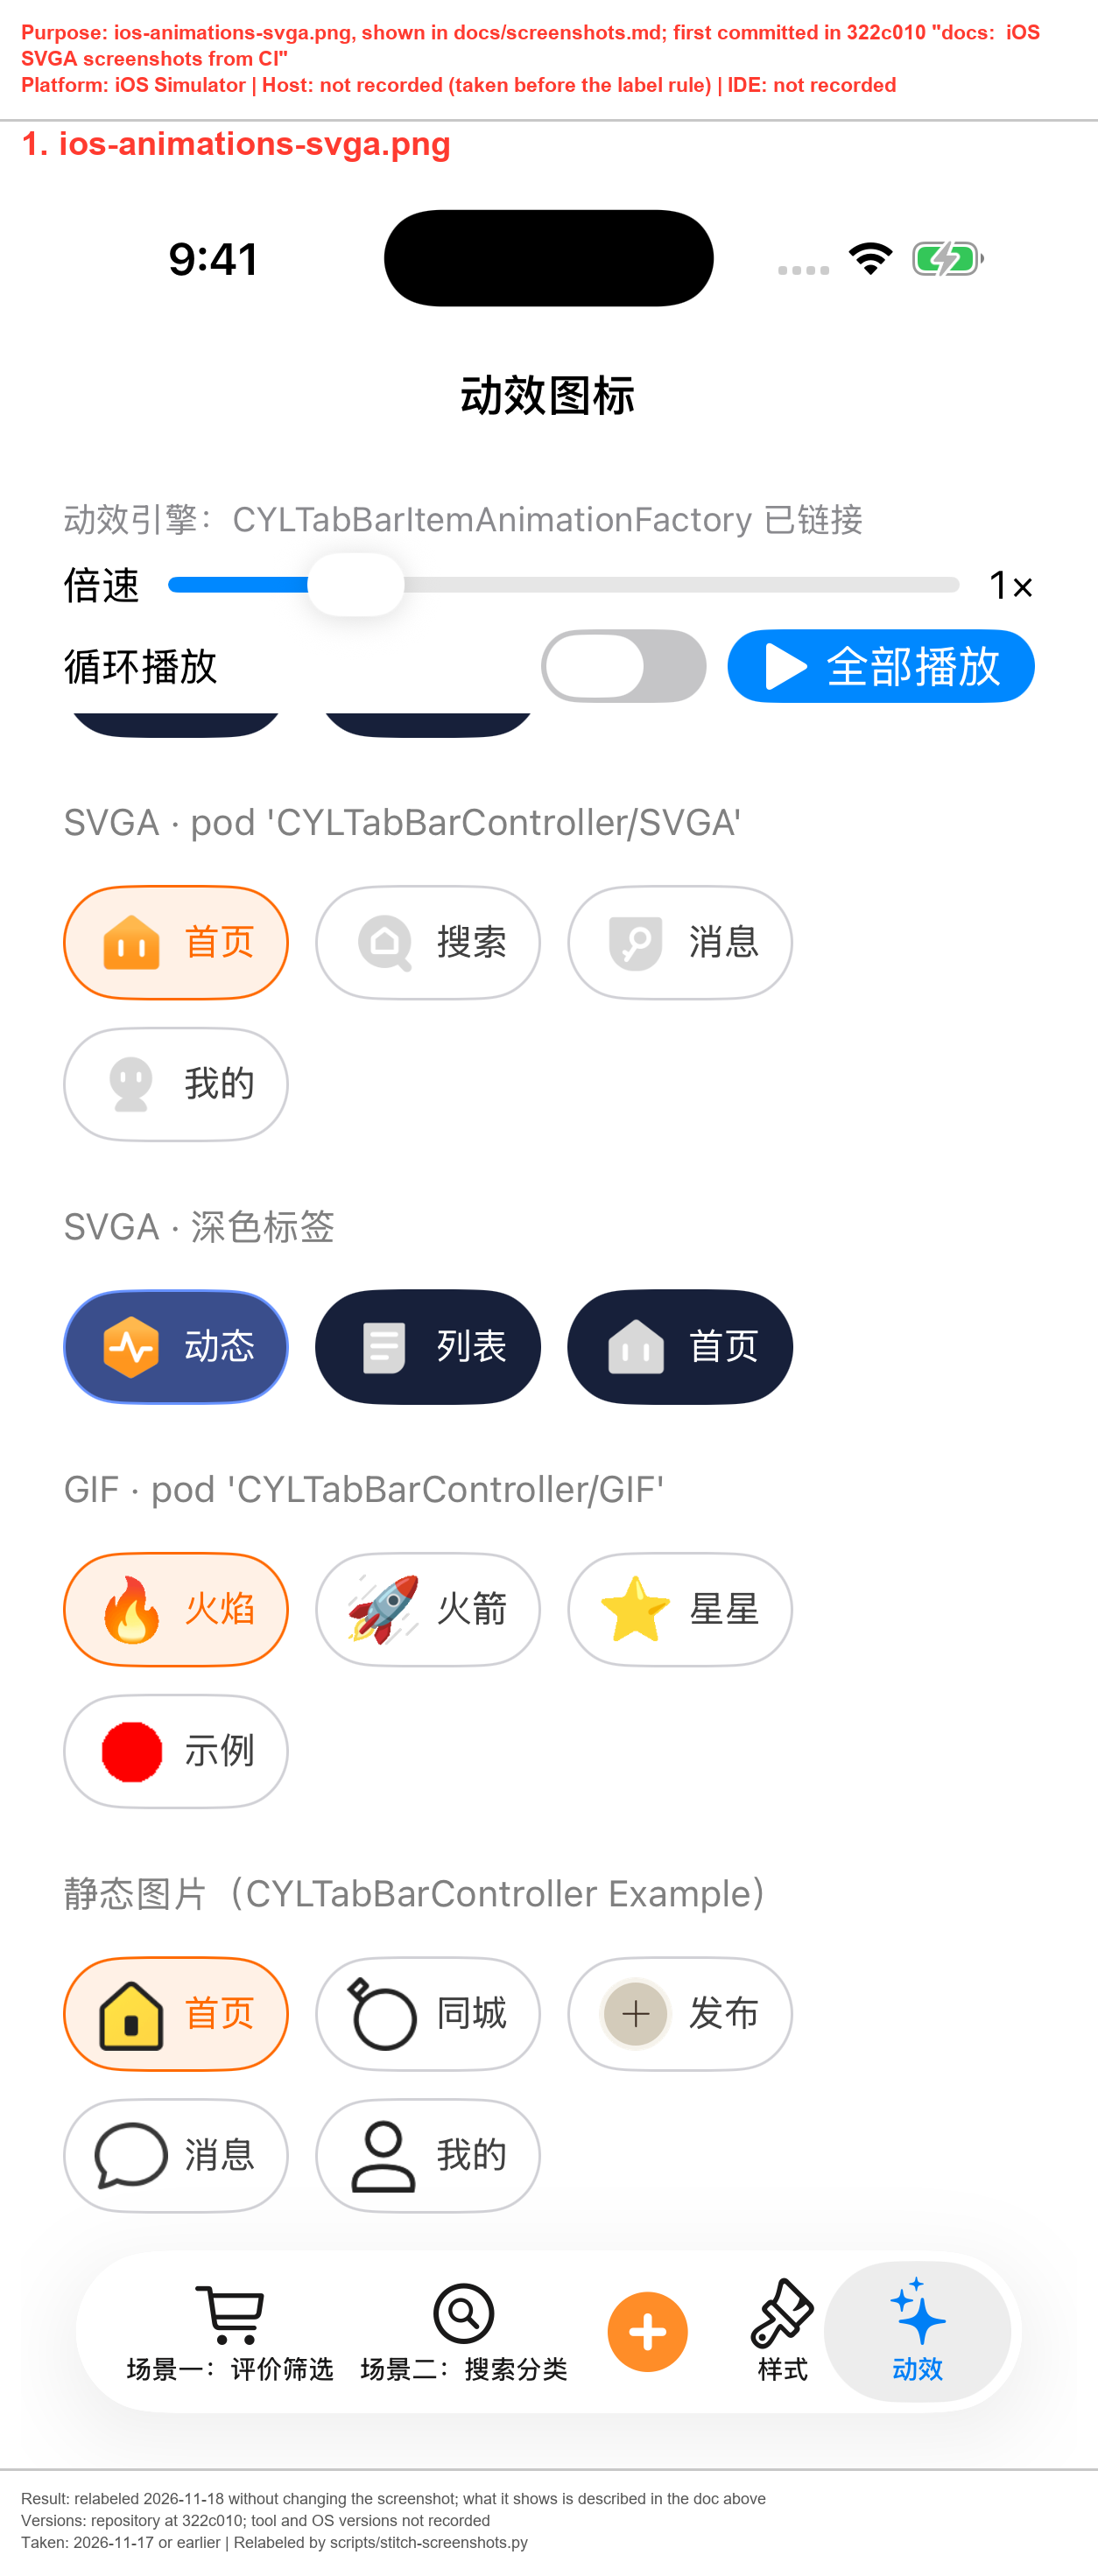 Purpose: ios-animations-svga.png, shown in docs/screenshots.md; first committed in 322c010 "docs:  iOS
SVGA screenshots from CI"
Platform: iOS Simulator | Host: not recorded (taken before the label rule) | IDE: not recorded
1. ios-animations-svga.png
9:41
动效图标
动效引擎：CYLTabBarItemAnimationFactory 已链接
倍速 1×
循环播放 全部播放
SVGA · pod 'CYLTabBarController/SVGA'
首页 搜索 消息
我的
SVGA · 深色标签
动态 列表 首页
GIF · pod 'CYLTabBarController/GIF'
火焰 火箭 星星
示例
静态图片（CYLTabBarController Example）
首页 同城 发布
消息 我的
场景一：评价筛选 场景二：搜索分类 样式 动效
Result: relabeled 2026-11-18 without changing the screenshot; what it shows is described in the doc above
Versions: repository at 322c010; tool and OS versions not recorded
Taken: 2026-11-17 or earlier | Relabeled by scripts/stitch-screenshots.py